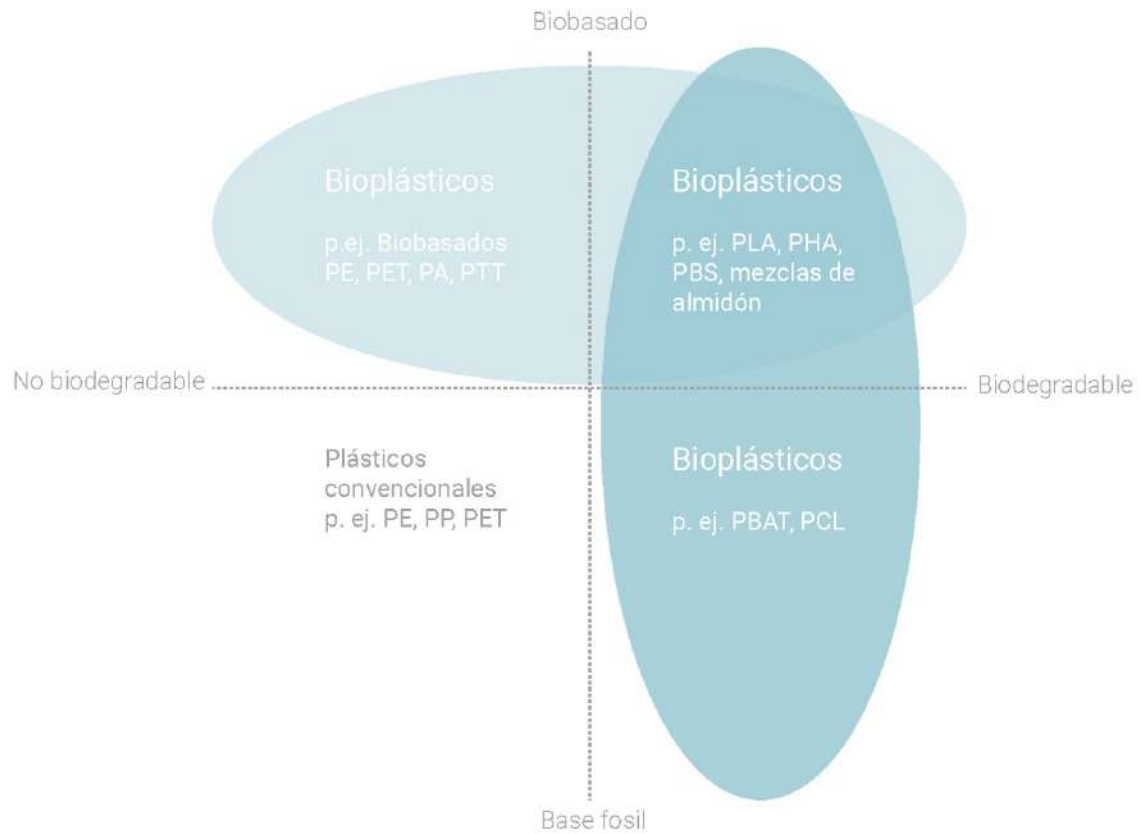 Biobasado
Bioplásticos
p.ej. Biobasados
PE, PET, PA, PTT
Bioplásticos
p. ej. PLA, PHA,
PBS, mezclas de
almidón
No biodegradable
Biodegradable
Plásticos
convencionales
p. ej. PE, PP, PET
Bioplásticos
p. ej. PBAT, PCL
Base fosil